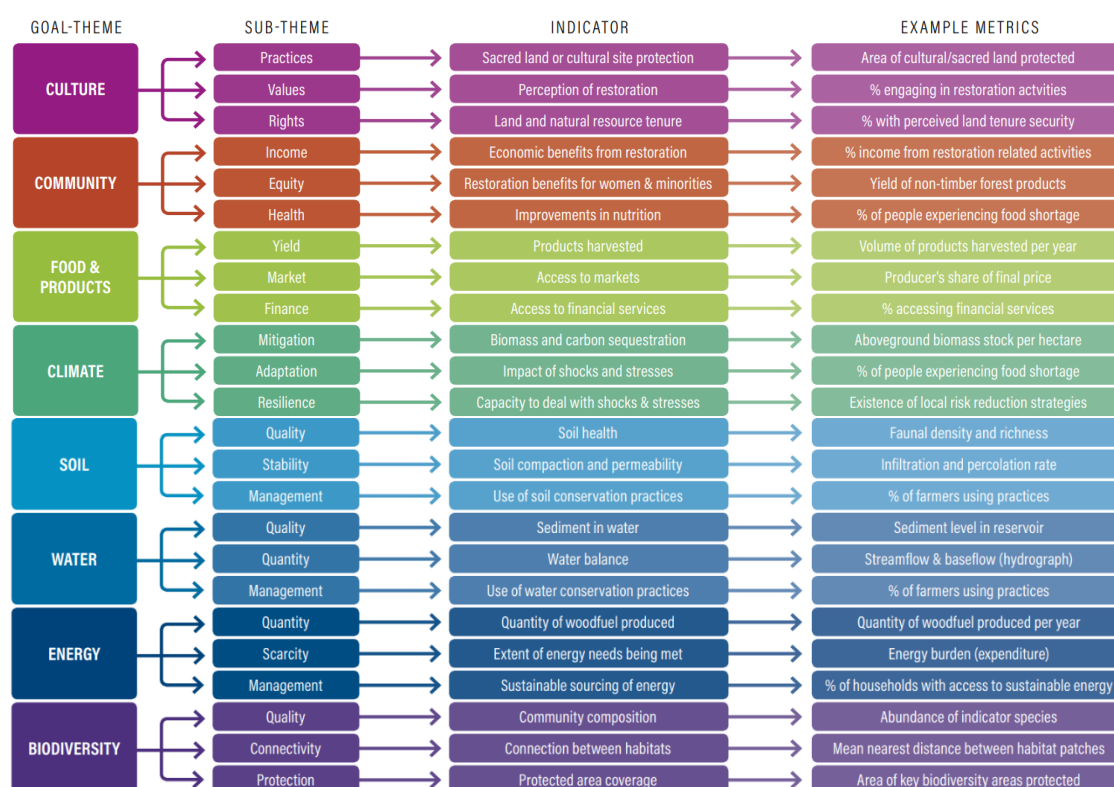 GOAL-THEME SUB-THEME INDICATOR EXAMPLE METRICS
CULTURE
Practices Sacred land or cultural site protection Area of cultural/sacred land protected
Values Perception of restoration % engaging in restoration actvities
Rights Land and natural resource tenure % with perceived land tenure security
COMMUNITY
Income Economic benefits from restoration % income from restoration related activities
Equity Restoration benefits for women & minorities Yield of non-timber forest products
Health Improvements in nutrition % of people experiencing food shortage
FOOD &
PRODUCTS
Yield Products harvested Volume of products harvested per year
Market Access to markets Producer's share of final price
Finance Access to financial services % accessing financial services
CLIMATE
Mitigation Biomass and carbon sequestration Aboveground biomass stock per hectare
Adaptation Impact of shocks and stresses % of people experiencing food shortage
Resilience Capacity to deal with shocks & stresses Existence of local risk reduction strategies
SOIL
Quality Soil health Faunal density and richness
Stability Soil compaction and permeability Infiltration and percolation rate
Management Use of soil conservation practices % of farmers using practices
WATER
Quality Sediment in water Sediment level in reservoir
Quantity Water balance Streamflow & baseflow (hydrograph)
Management Use of water conservation practices % of farmers using practices
ENERGY
Quantity Quantity of woodfuel produced Quantity of woodfuel produced per year
Scarcity Extent of energy needs being met Energy burden (expenditure)
Management Sustainable sourcing of energy % of households with access to sustainable energy
BIODIVERSITY
Quality Community composition Abundance of indicator species
Connectivity Connection between habitats Mean nearest distance between habitat patches
Protection Protected area coverage Area of key biodiversity areas protected